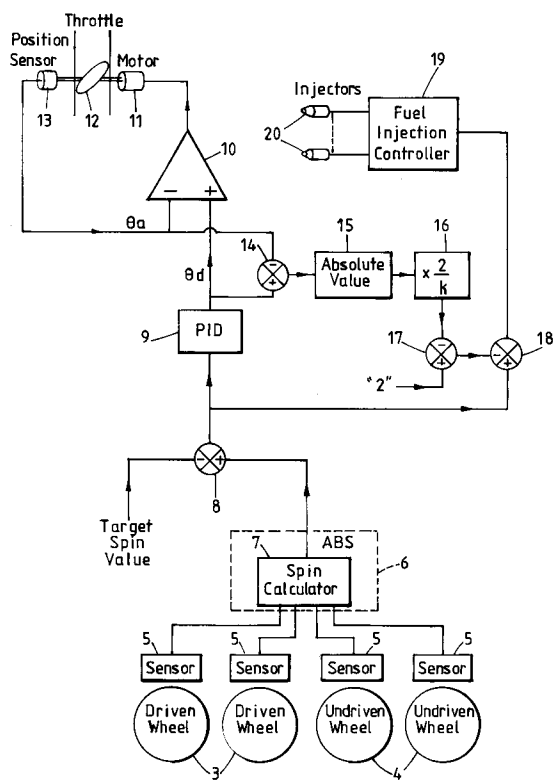 Throttle
Position
Sensor
Motor
13
12
11
10
Injectors
20
19
Fuel
Injection
Controller
−
+
θa
θd
14
−
+
15
Absolute
Value
16
× 2/k
9
PID
17
−
+
"2"
−
+
18
−
+
8
Target
Spin
Value
7
ABS
6
Spin
Calculator
5
5
5
5
Sensor
Sensor
Sensor
Sensor
Driven
Wheel
Driven
Wheel
Undriven
Wheel
Undriven
Wheel
3
4